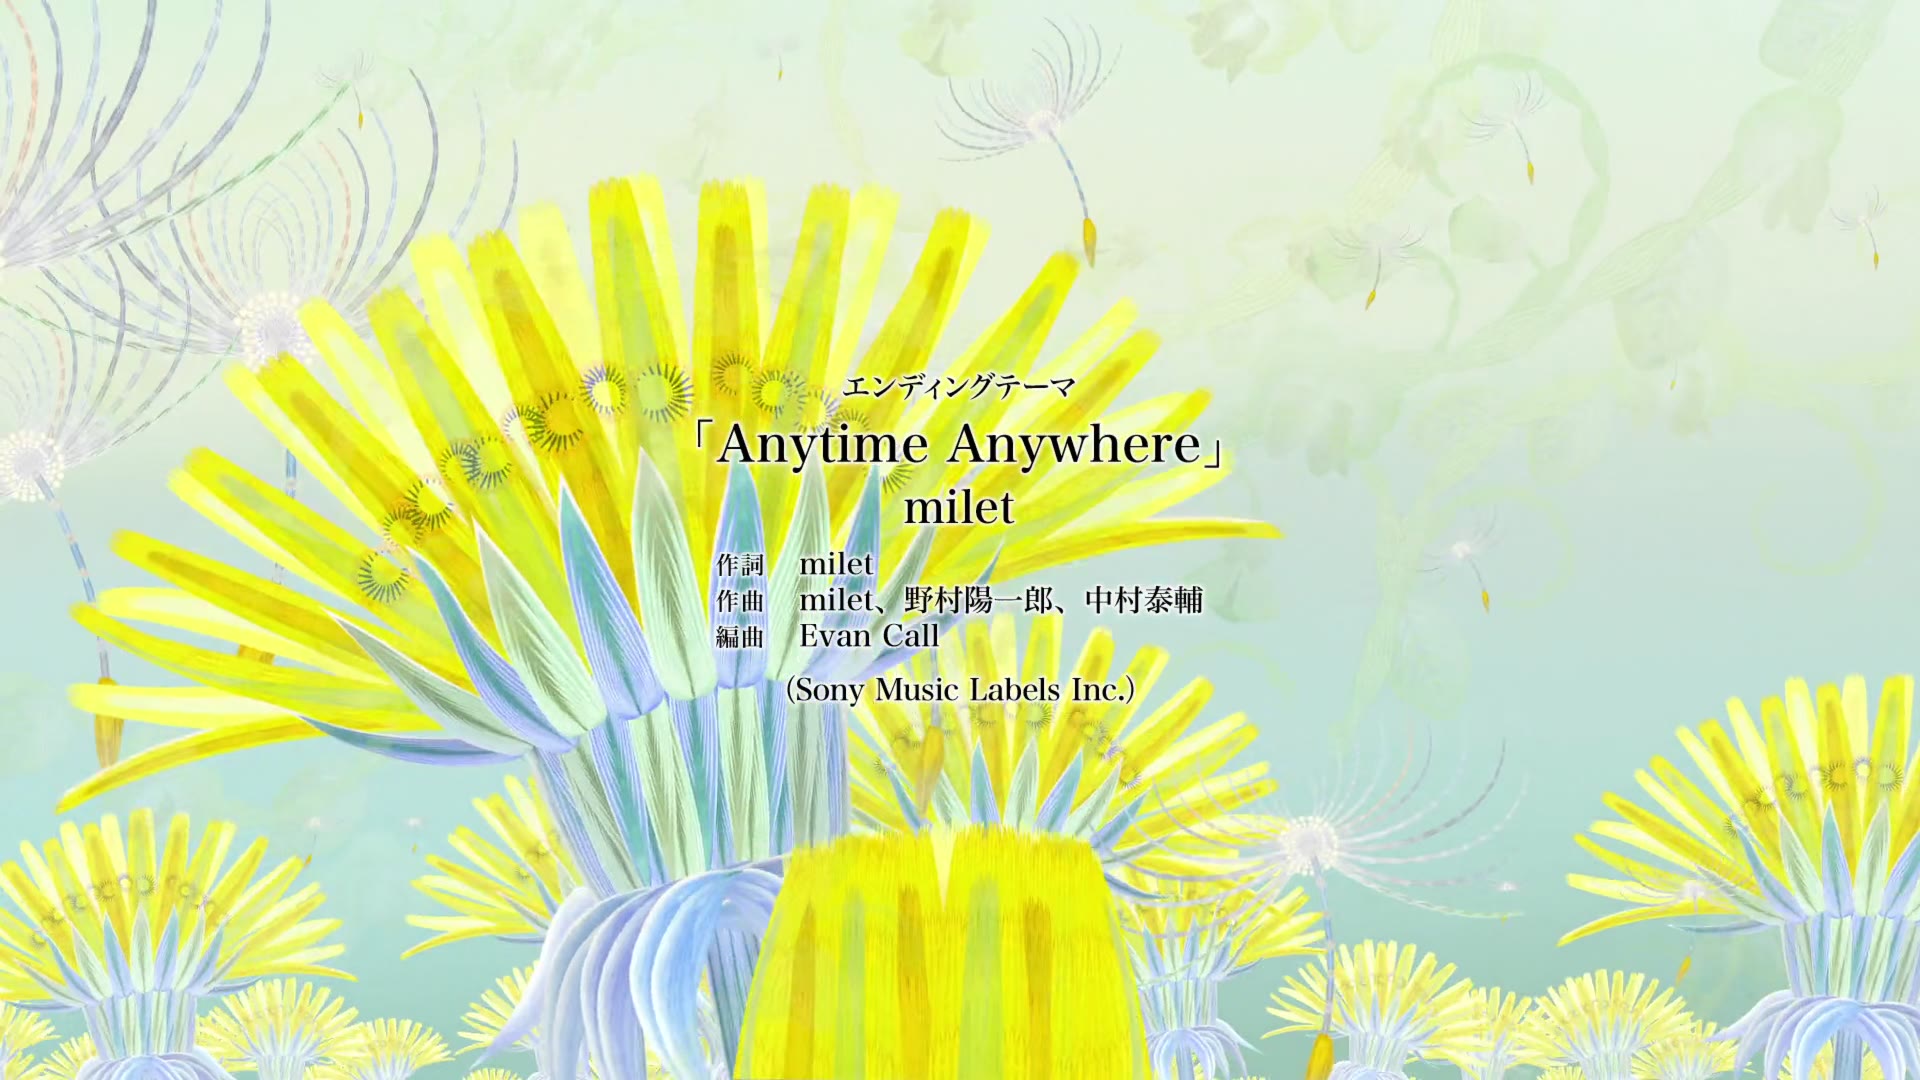 エンディングテーマ
「Anytime Anywhere」
milet
作詞 milet
作曲 milet、野村陽一郎、中村泰輔
編曲 Evan Call
(Sony Music Labels Inc.)